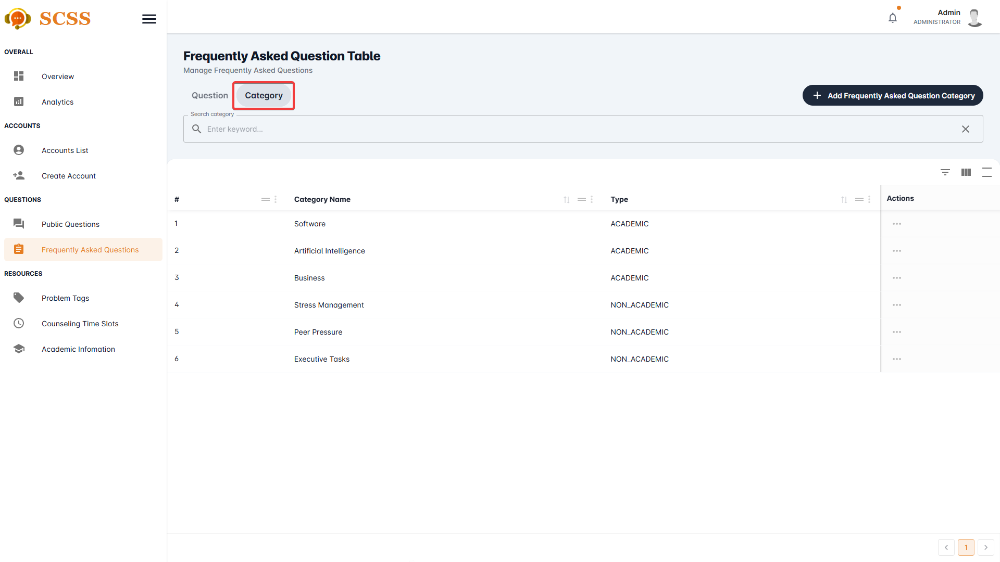 SCSS
Admin
ADMINISTRATOR
OVERALL
Overview
Analytics
ACCOUNTS
Accounts List
Create Account
QUESTIONS
Public Questions
Frequently Asked Questions
RESOURCES
Problem Tags
Counseling Time Slots
Academic Infomation
Frequently Asked Question Table
Manage Frequently Asked Questions
Question Category
Add Frequently Asked Question Category
Search category
Enter keyword...
# Category Name Type Actions
1 Software ACADEMIC
2 Artificial Intelligence ACADEMIC
3 Business ACADEMIC
4 Stress Management NON_ACADEMIC
5 Peer Pressure NON_ACADEMIC
6 Executive Tasks NON_ACADEMIC
1